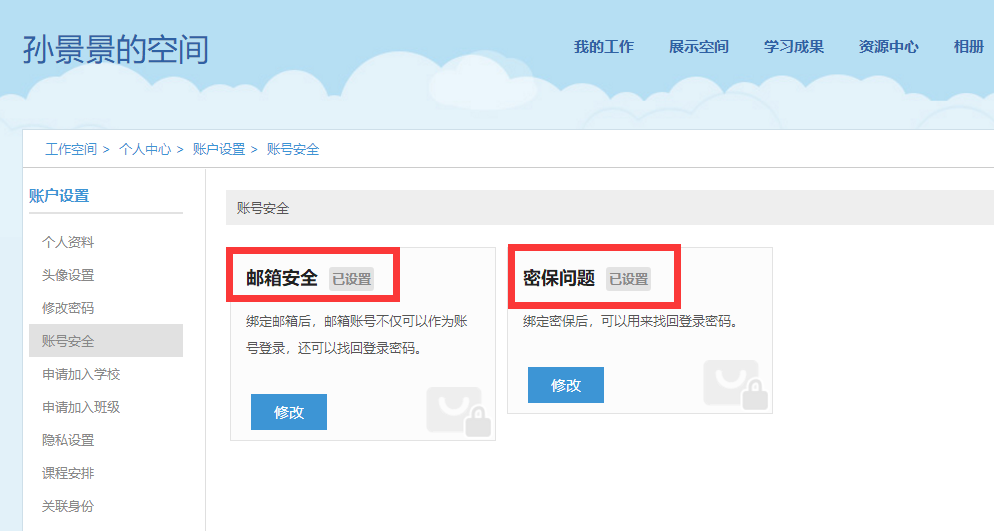 孙景景的空间
我的工作 展示空间 学习成果 资源中心 相册
工作空间 > 个人中心 > 账户设置 > 账号安全
账户设置
个人资料
头像设置
修改密码
账号安全
申请加入学校
申请加入班级
隐私设置
课程安排
关联身份
账号安全
邮箱安全 已设置
绑定邮箱后，邮箱账号不仅可以作为账
号登录，还可以找回登录密码。
修改
密保问题 已设置
绑定密保后，可以用来找回登录密码。
修改